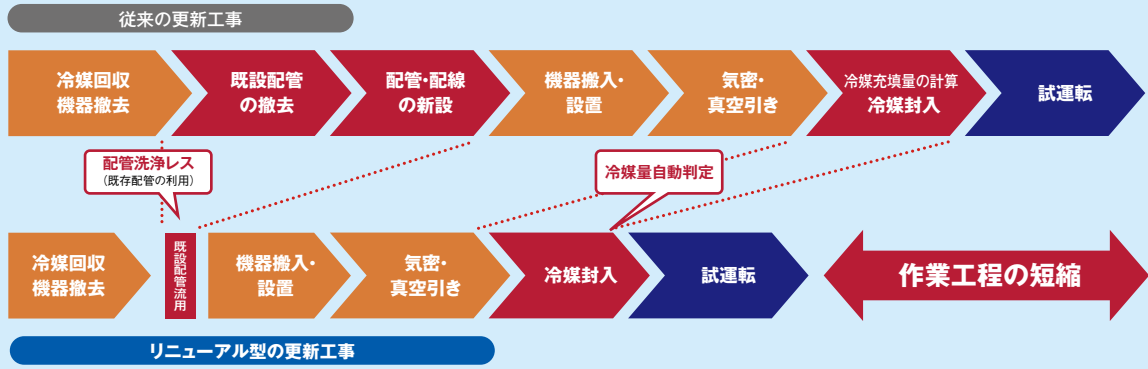 従来の更新工事
冷媒回収
機器撤去
既設配管
の撤去
配管・配線
の新設
機器搬入・
設置
気密・
真空引き
冷媒充填量の計算
冷媒封入
試運転
配管洗浄レス
(既存配管の利用)
冷媒量自動判定
冷媒回収
機器撤去
既設配管流用
機器搬入・
設置
気密・
真空引き
冷媒封入
試運転
作業工程の短縮
リニューアル型の更新工事